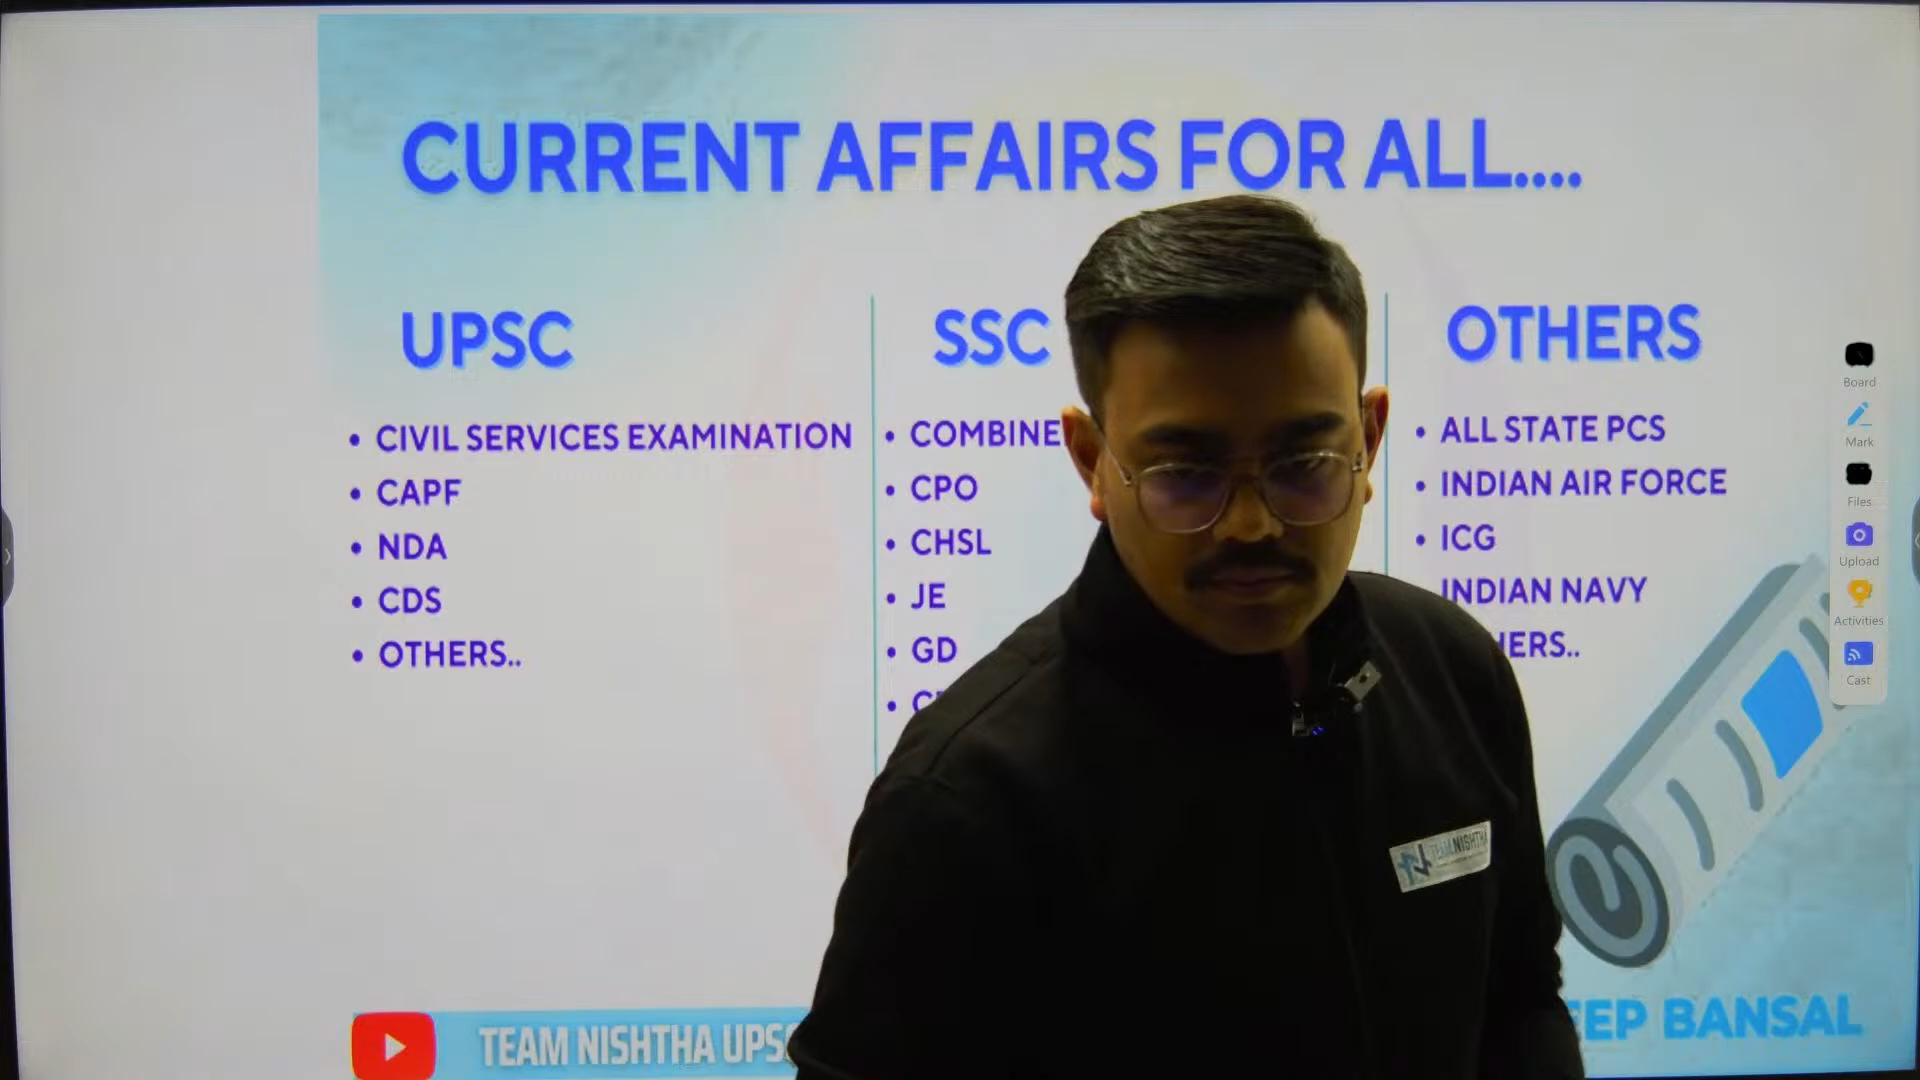 CURRENT AFFAIRS FOR ALL....
UPSC
• CIVIL SERVICES EXAMINATION
• CAPF
• NDA
• CDS
• OTHERS..
SSC
• COMBINE
• CPO
• CHSL
• JE
• GD
OTHERS
• ALL STATE PCS
• INDIAN AIR FORCE
• ICG
INDIAN NAVY
HERS..
Board
Mark
Files
Upload
Activities
Cast
TEAM NISHTHA
TEAM NISHTHA UPSC
EEP BANSAL